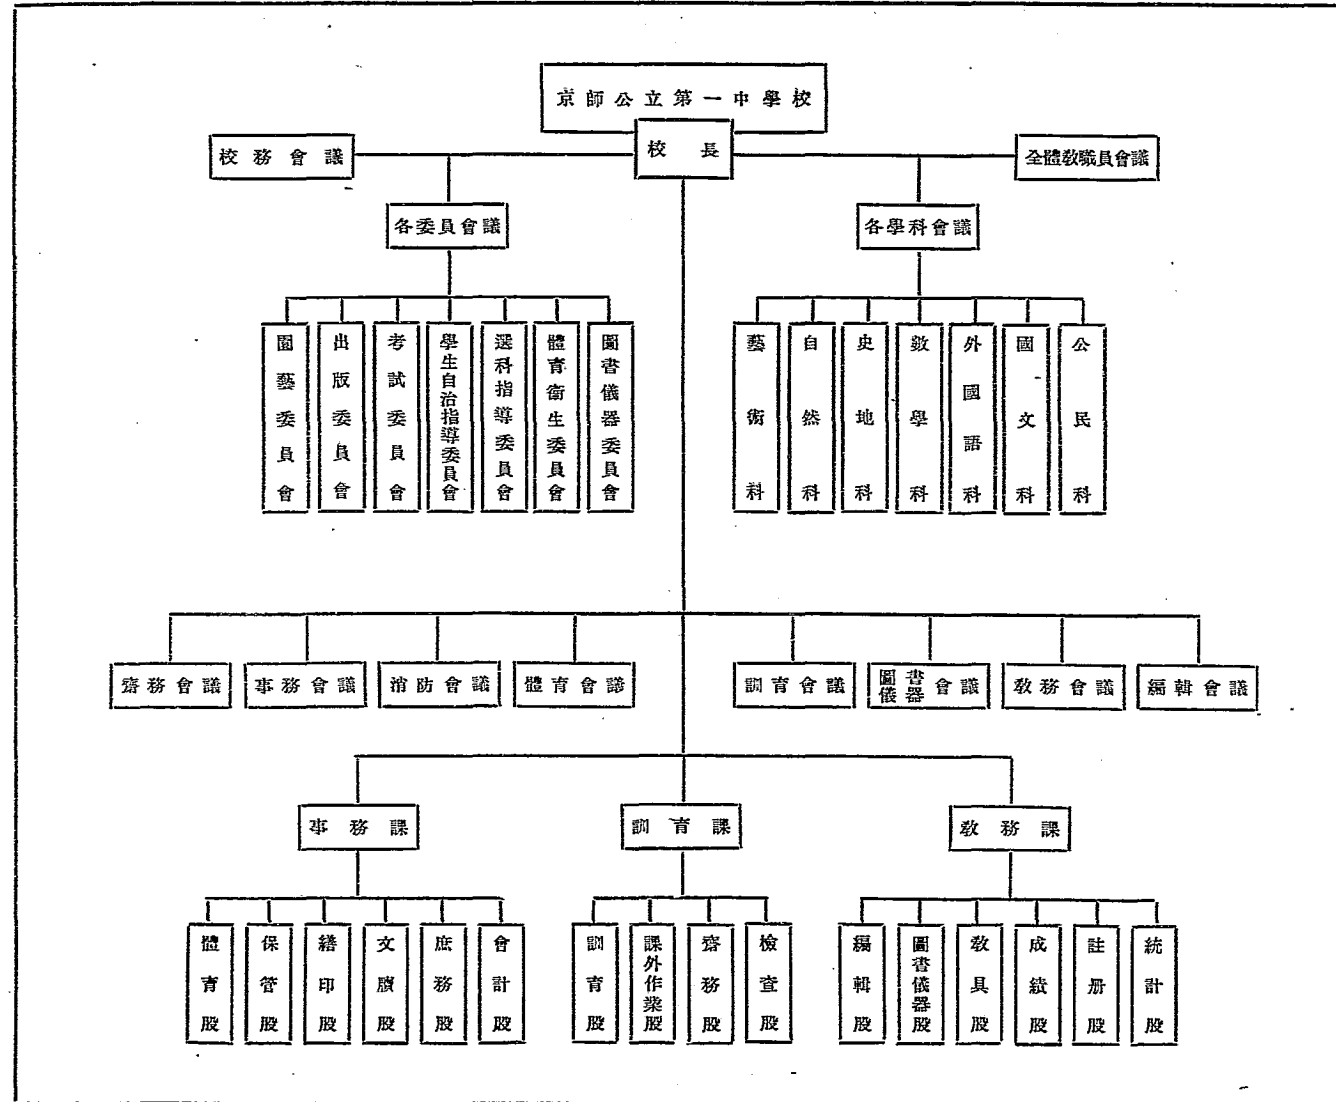 京師公立第一中學校
校長
校務會議
全體教職員會議
各委員會議
各學科會議
園藝委員會
出版委員會
考試委員會
學生自治指導委員會
選科指導委員會
體育衛生委員會
圖書儀器委員會
藝術科
自然科
史地科
數學科
外國語科
國文科
公民科
齋務會議
事務會議
消防會議
體育會議
訓育會議
圖書儀器會議
教務會議
編輯會議
事務課
訓育課
教務課
體育股
保管股
繕印股
文牘股
庶務股
會計股
訓育股
課外作業股
齋務股
檢查股
編輯股
圖書儀器股
教具股
成績股
註册股
統計股